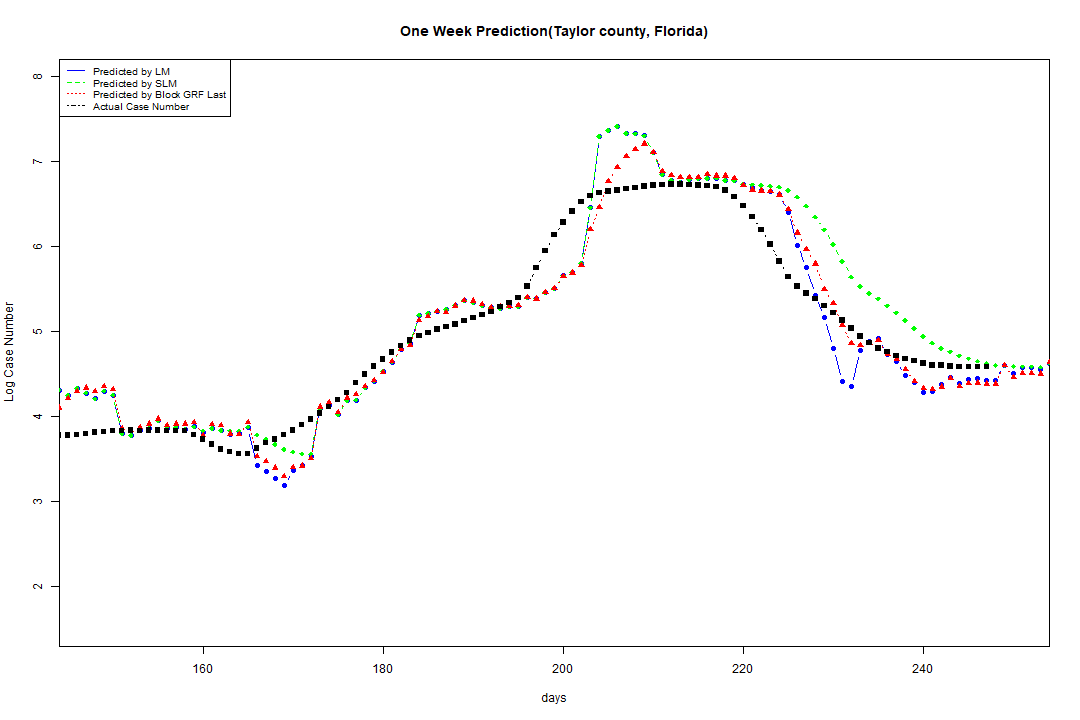 One Week Prediction(Taylor county, Florida)
Predicted by LM
Predicted by SLM
Predicted by Block GRF Last
Actual Case Number
8
7
6
5
4
3
2
Log Case Number
160 180 200 220 240
days